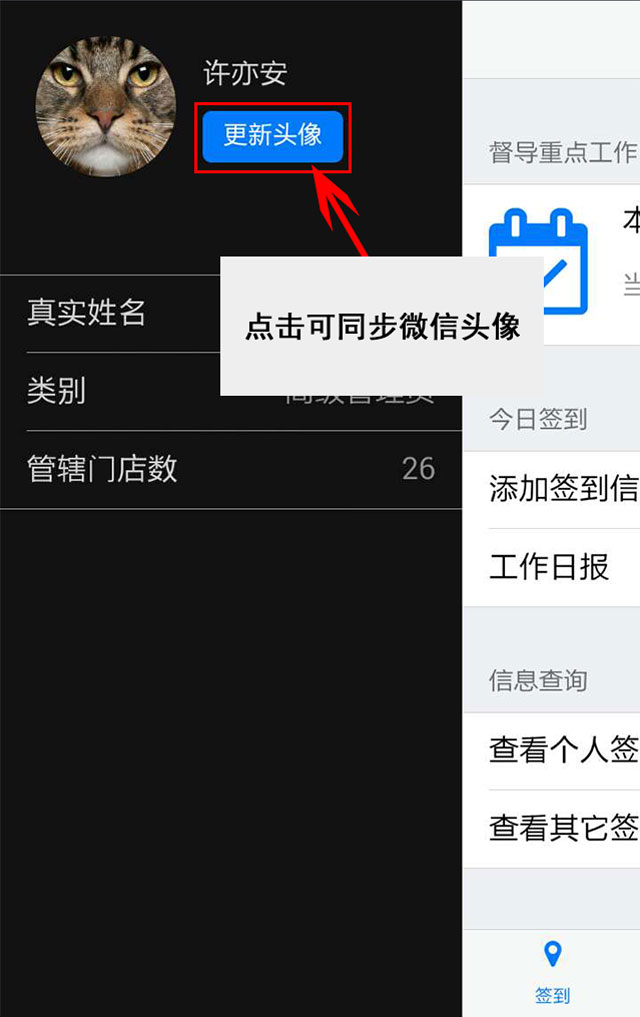 许亦安
更新头像
点击可同步微信头像
真实姓名
类别
管辖门店数
26
督导重点工作
本
当
今日签到
添加签到信
工作日报
信息查询
查看个人签
查看其它签
签到